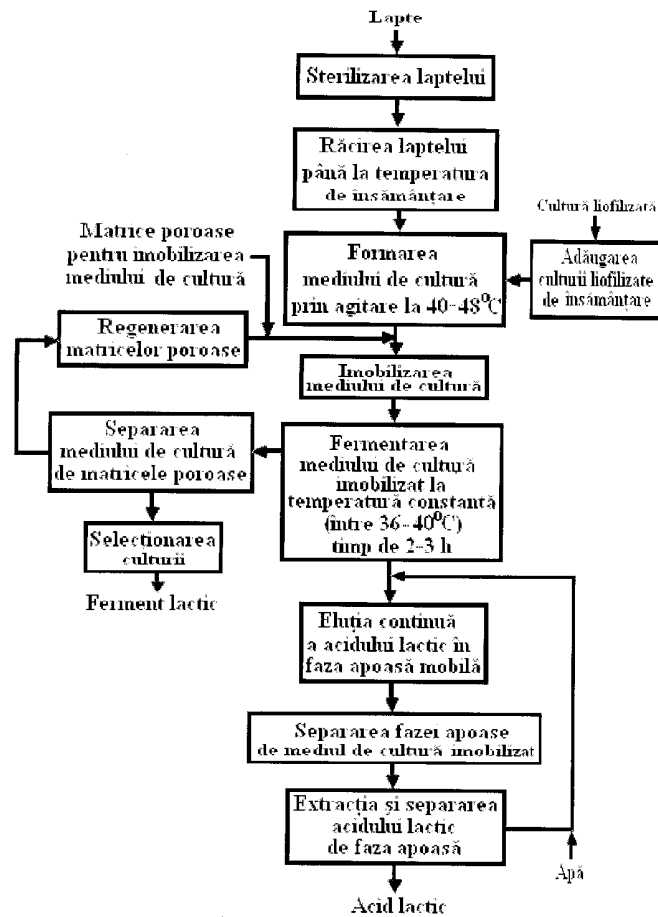 Lapte
Sterilizarea laptelui
Răcirea laptelui
până la temperatura
de însămânțare
Cultură liofilizată
Matrice poroase
pentru imobilizarea
mediului de cultură
Formarea
mediului de cultură
prin agitare la 40-48⁰C
Adăugarea
culturii liofilizate
de însămânțare
Regenerarea
matricelor poroase
Imobilizarea
mediului de cultură
Separarea
mediului de cultură
de matricele poroase
Fermentarea
mediului de cultură
imobilizat la
temperatură constantă
(între 36-40⁰C)
timp de 2-3 h
Selectionarea
culturii
Ferment lactic
Eluția continuă
a acidului lactic în
faza apoasă mobilă
Separarea fazei apoase
de mediul de cultură imobilizat
Extracția și separarea
acidului lactic
de faza apoasă
Apă
Acid lactic